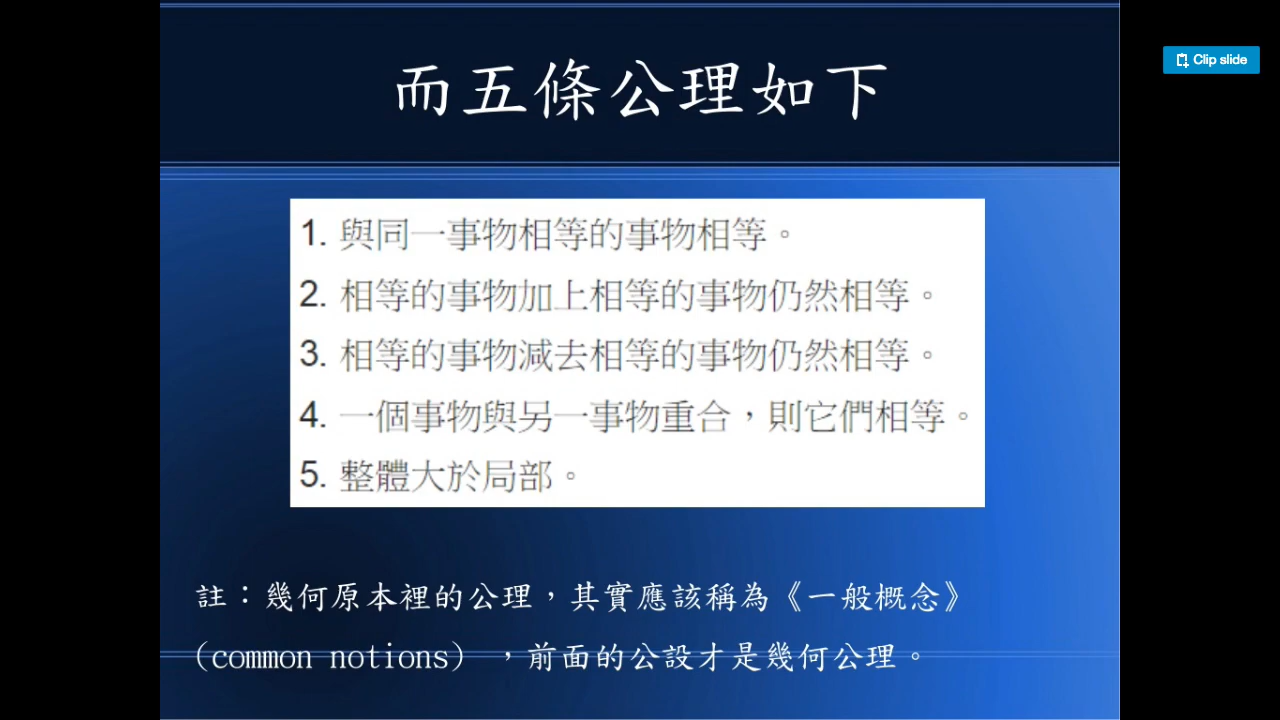 而五條公理如下
Clip slide
1. 與同一事物相等的事物相等。
2. 相等的事物加上相等的事物仍然相等。
3. 相等的事物減去相等的事物仍然相等。
4. 一個事物與另一事物重合，則它們相等。
5. 整體大於局部。
註：幾何原本裡的公理，其實應該稱為《一般概念》
(common notions) ，前面的公設才是幾何公理。